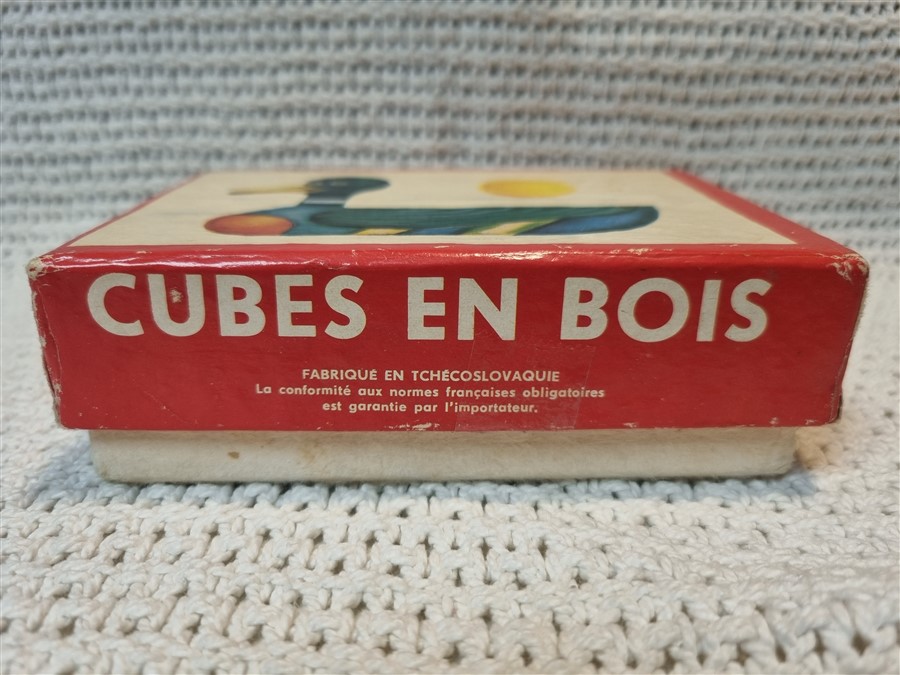 CUBES EN BOIS
FABRIQUÉ EN TCHÉCOSLOVAQUIE
La conformité aux normes françaises obligatoires
est garantie par l'importateur.